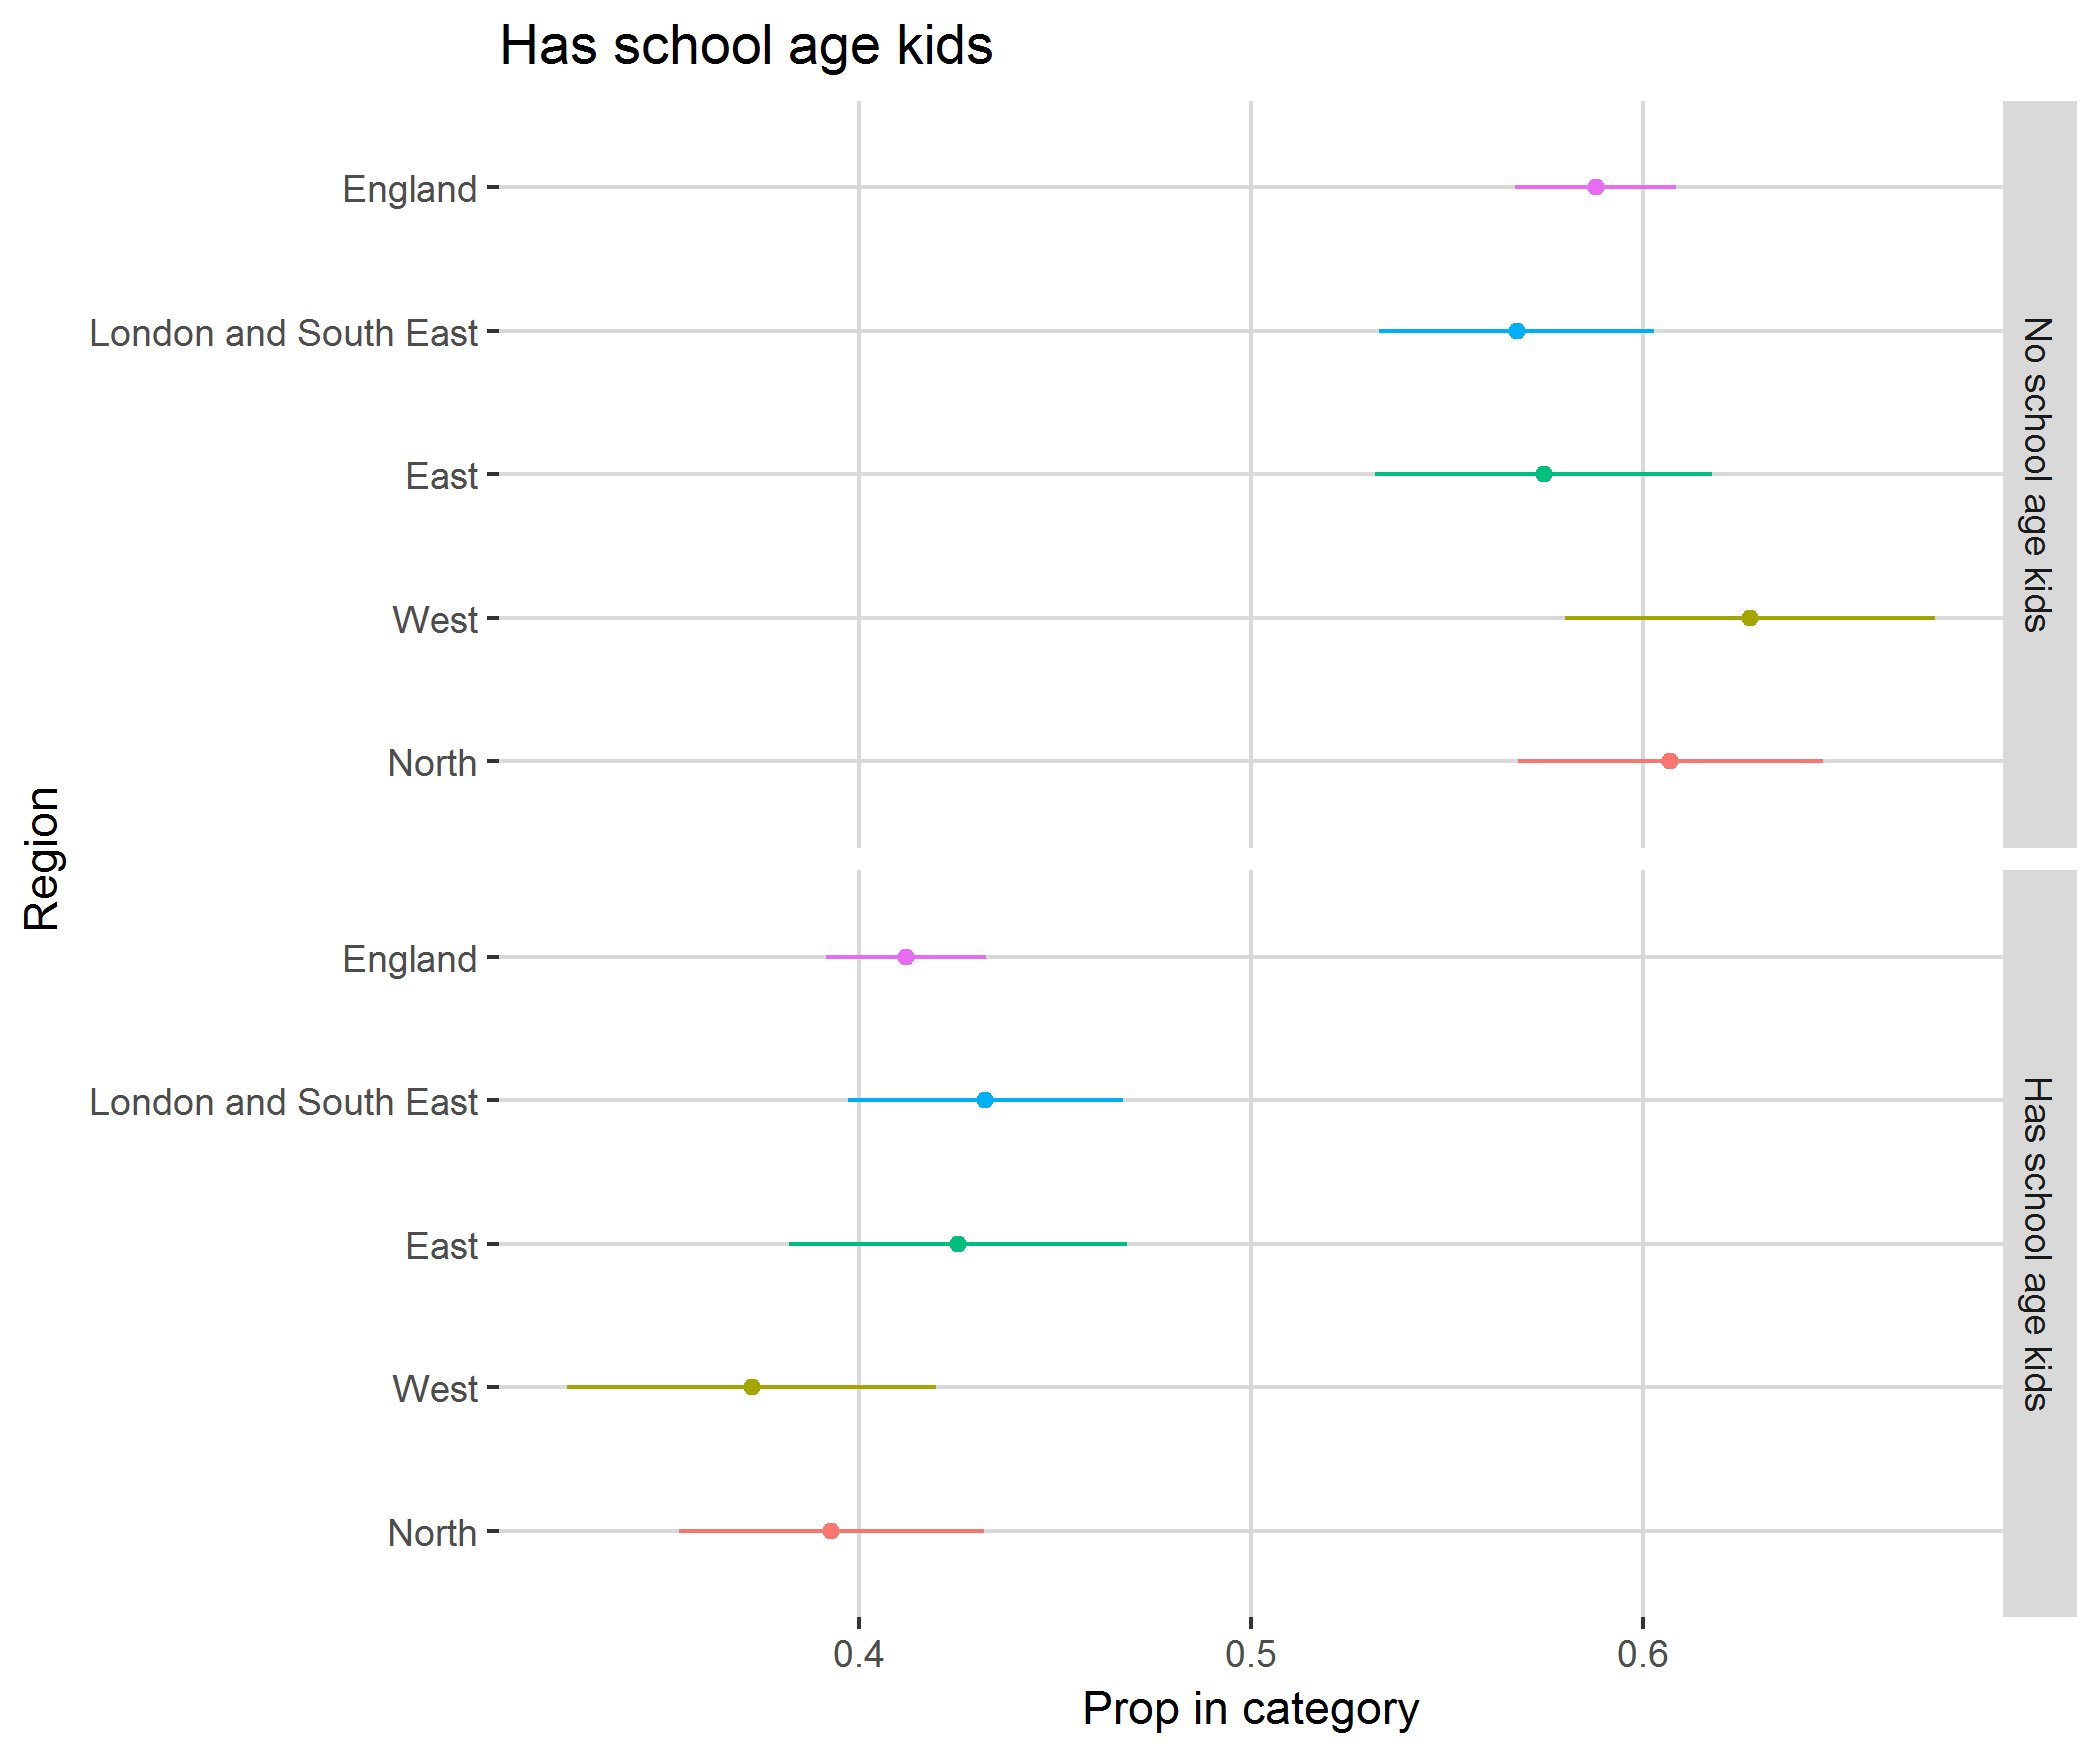 Has school age kids
England
London and South East
East
West
North
No school age kids
England
London and South East
East
West
North
Has school age kids
Region
0.4 0.5 0.6
Prop in category